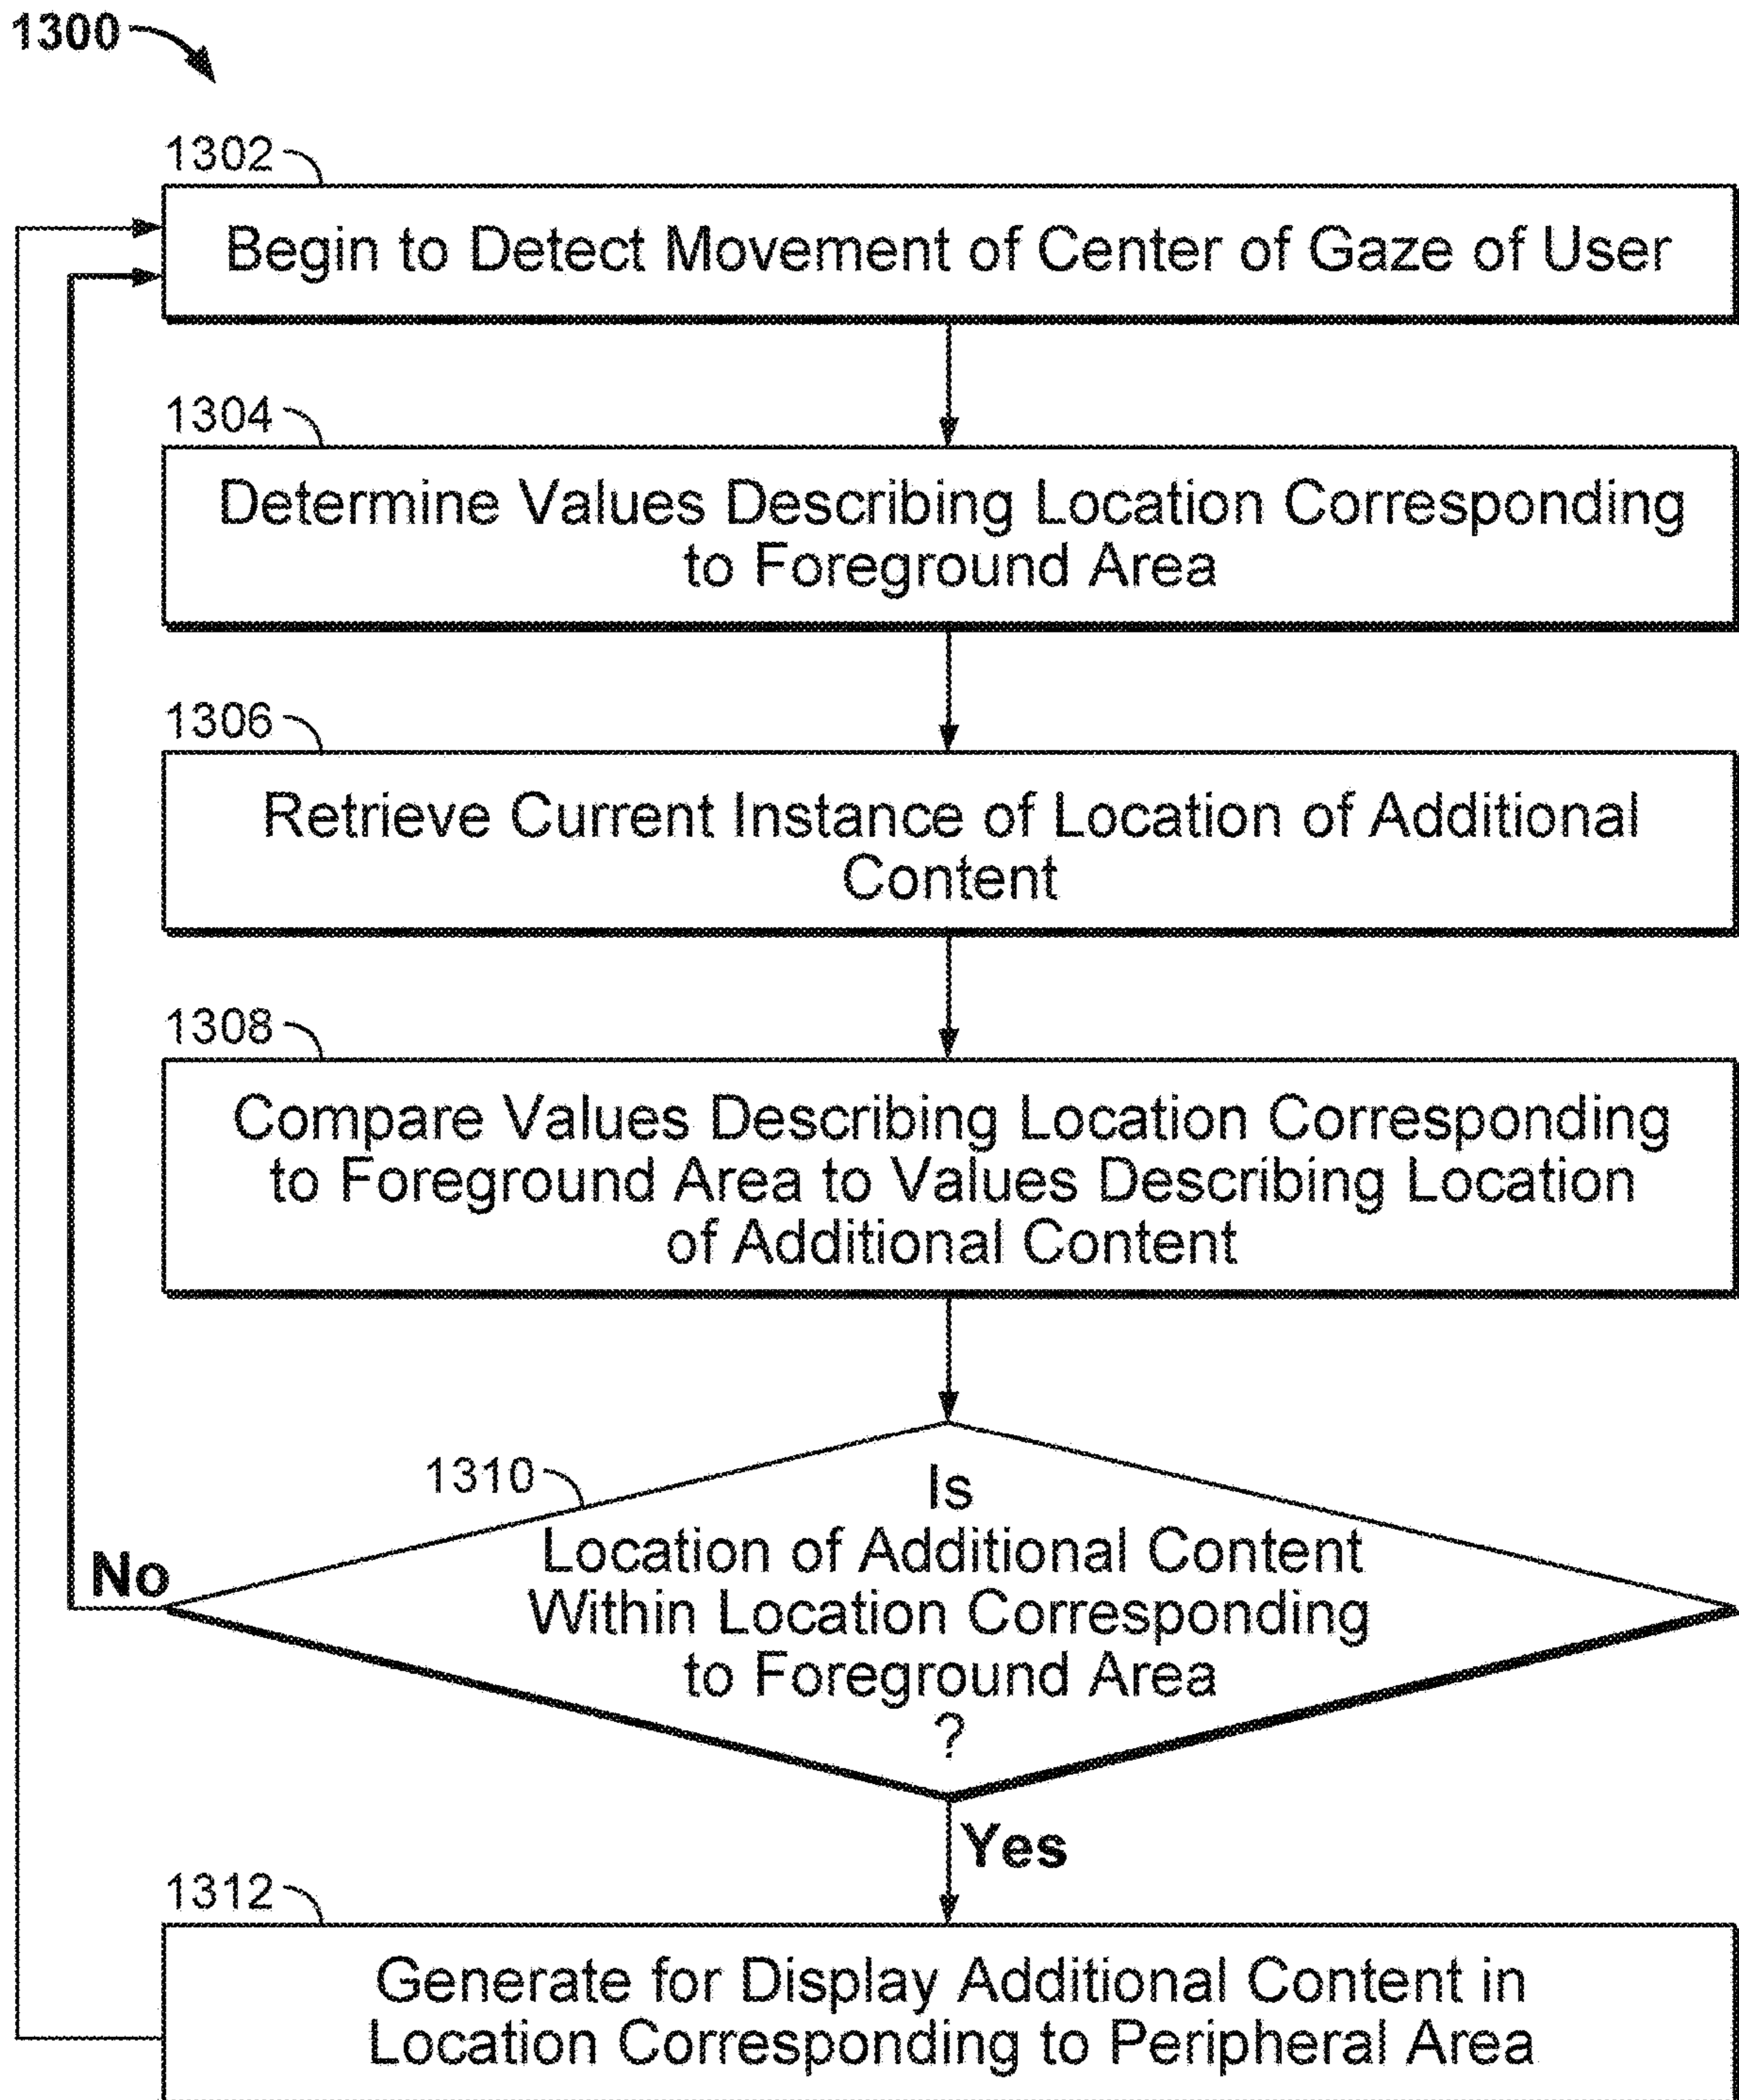 1300
1302
Begin to Detect Movement of Center of Gaze of User
1304
Determine Values Describing Location Corresponding
to Foreground Area
1306
Retrieve Current Instance of Location of Additional
Content
1308
Compare Values Describing Location Corresponding
to Foreground Area to Values Describing Location
of Additional Content
1310
Is
Location of Additional Content
Within Location Corresponding
to Foreground Area
?
No
Yes
1312
Generate for Display Additional Content in
Location Corresponding to Peripheral Area